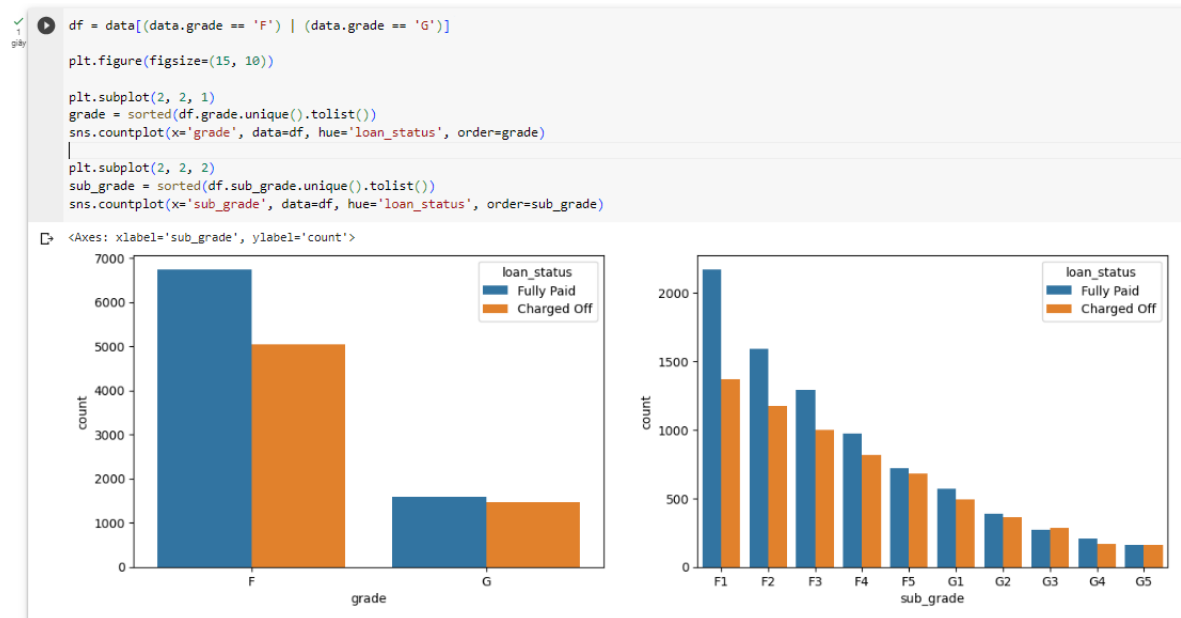 1
giây
df = data[(data.grade == 'F') | (data.grade == 'G')]
plt.figure(figsize=(15, 10))
plt.subplot(2, 2, 1)
grade = sorted(df.grade.unique().tolist())
sns.countplot(x='grade', data=df, hue='loan_status', order=grade)
plt.subplot(2, 2, 2)
sub_grade = sorted(df.sub_grade.unique().tolist())
sns.countplot(x='sub_grade', data=df, hue='loan_status', order=sub_grade)
<Axes: xlabel='sub_grade', ylabel='count'>
7000
6000
5000
4000
3000
2000
1000
0
count
loan_status
Fully Paid
Charged Off
F G
grade
2000
1500
1000
500
0
count
loan_status
Fully Paid
Charged Off
F1 F2 F3 F4 F5 G1 G2 G3 G4 G5
sub_grade